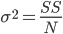 σ² = SS/N